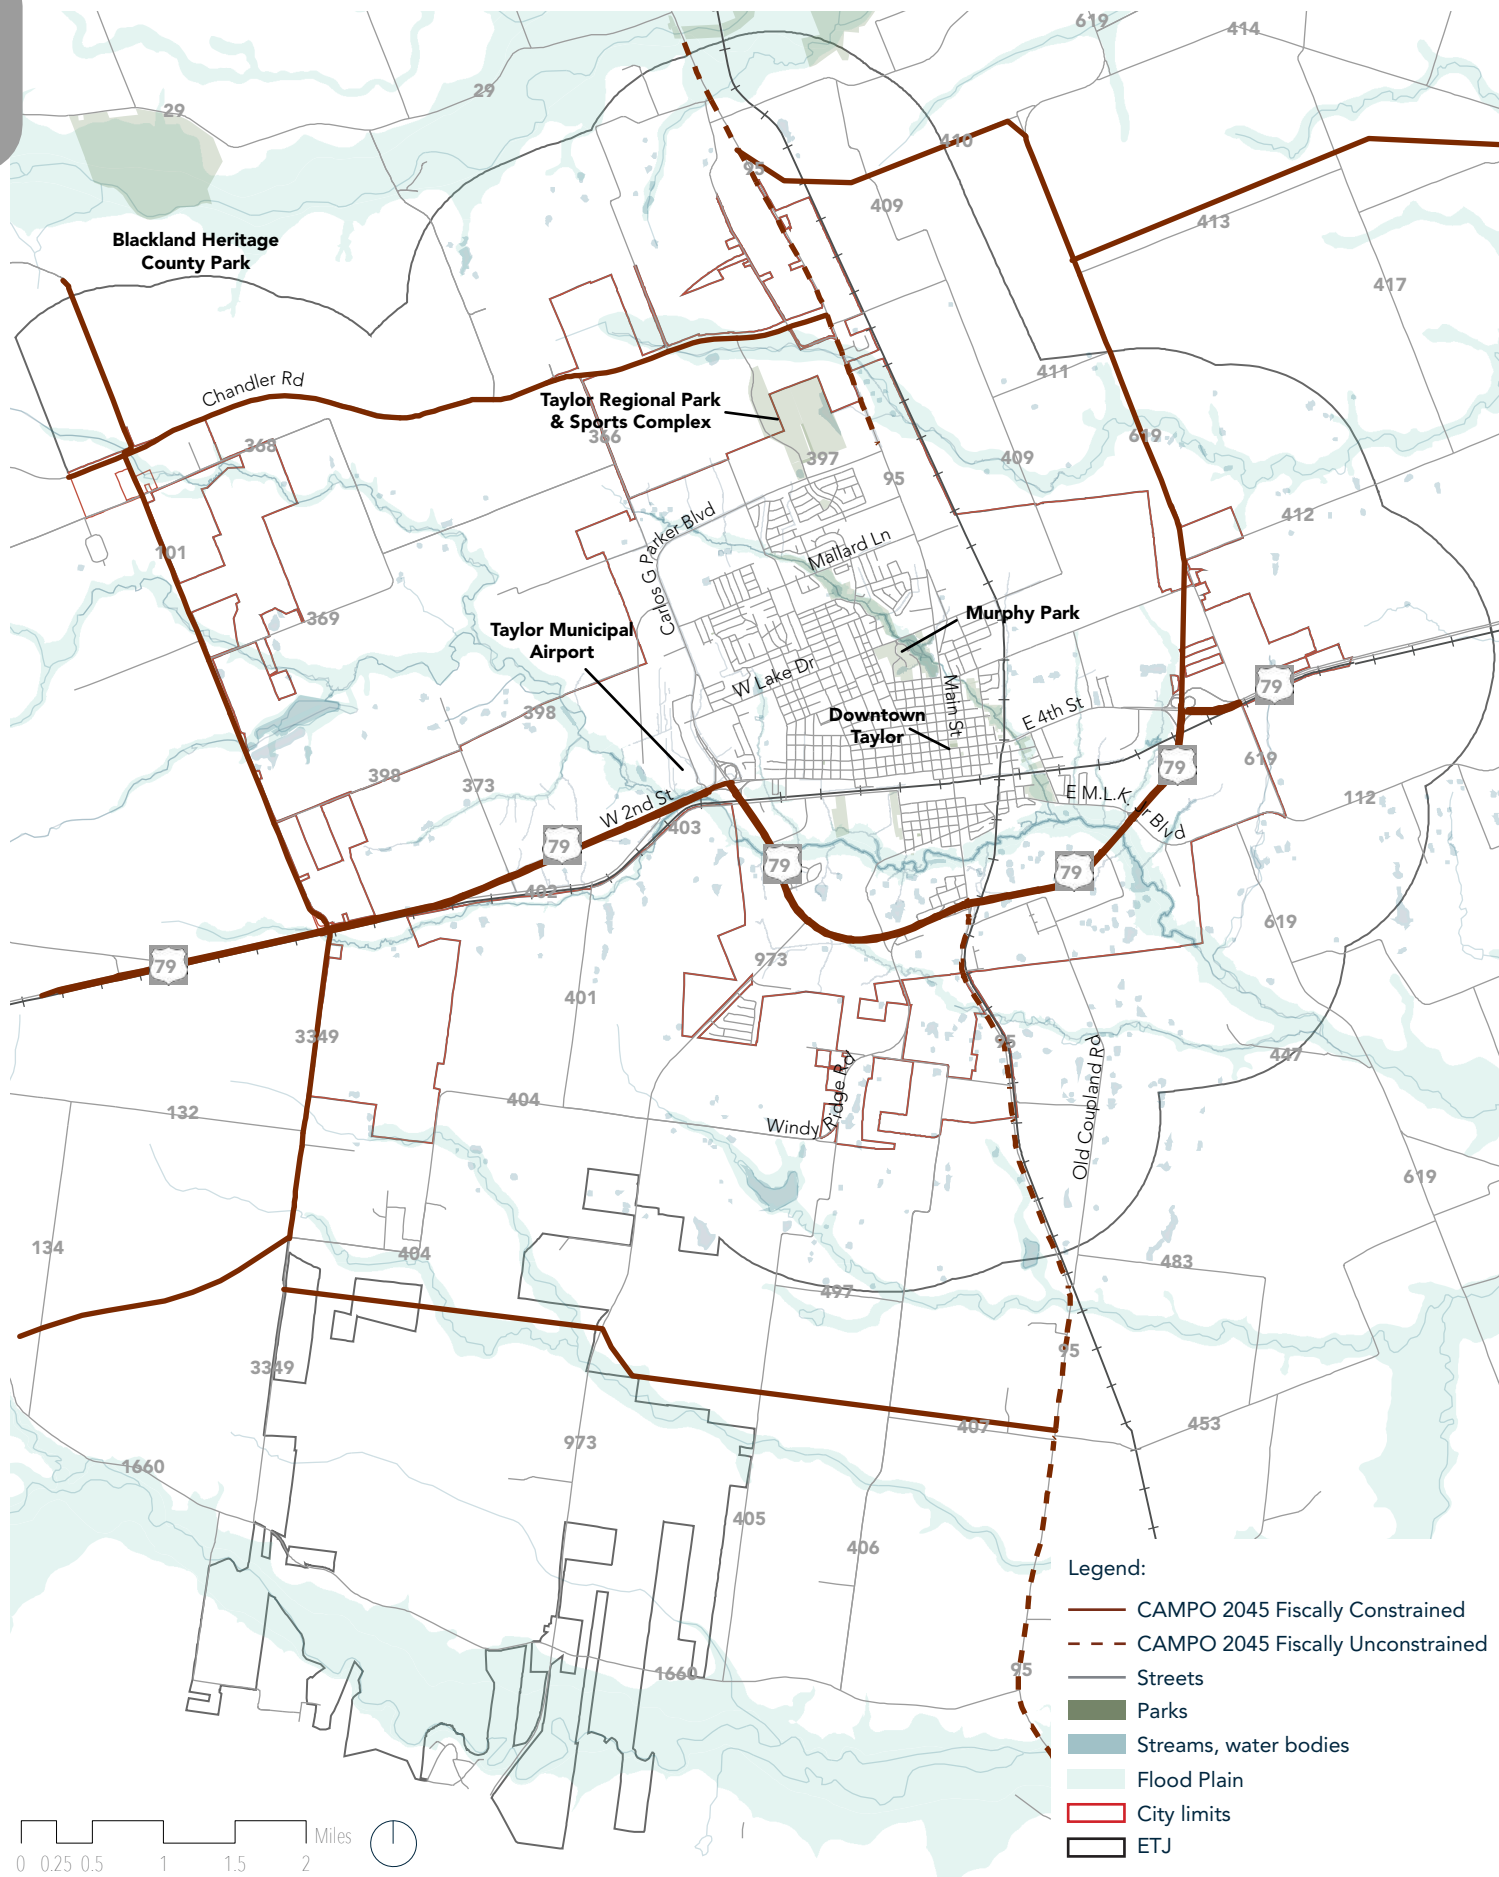 619
414
29
29
410
95
409
413
Blackland Heritage
County Park
417
Chandler Rd
411
Taylor Regional Park
& Sports Complex
366
368
619
397
409
95
412
Carlos G Parker Blvd
Mallard Ln
101
369
Murphy Park
Taylor Municipal
Airport
W Lake Dr
Main St
79
398
E 4th St
Downtown
Taylor
398
373
79
619
W 2nd St
E M.L.K. Jr Blvd
112
403
79
79
79
402
619
973
79
401
3349
95
447
Old Coupland Rd
Windy Ridge Rd
404
132
619
134
404
483
497
95
3349
407
453
973
1660
405
406
1660
95
Legend:
CAMPO 2045 Fiscally Constrained
CAMPO 2045 Fiscally Unconstrained
Streets
Parks
Streams, water bodies
Flood Plain
City limits
ETJ
Miles
0 0.25 0.5 1 1.5 2